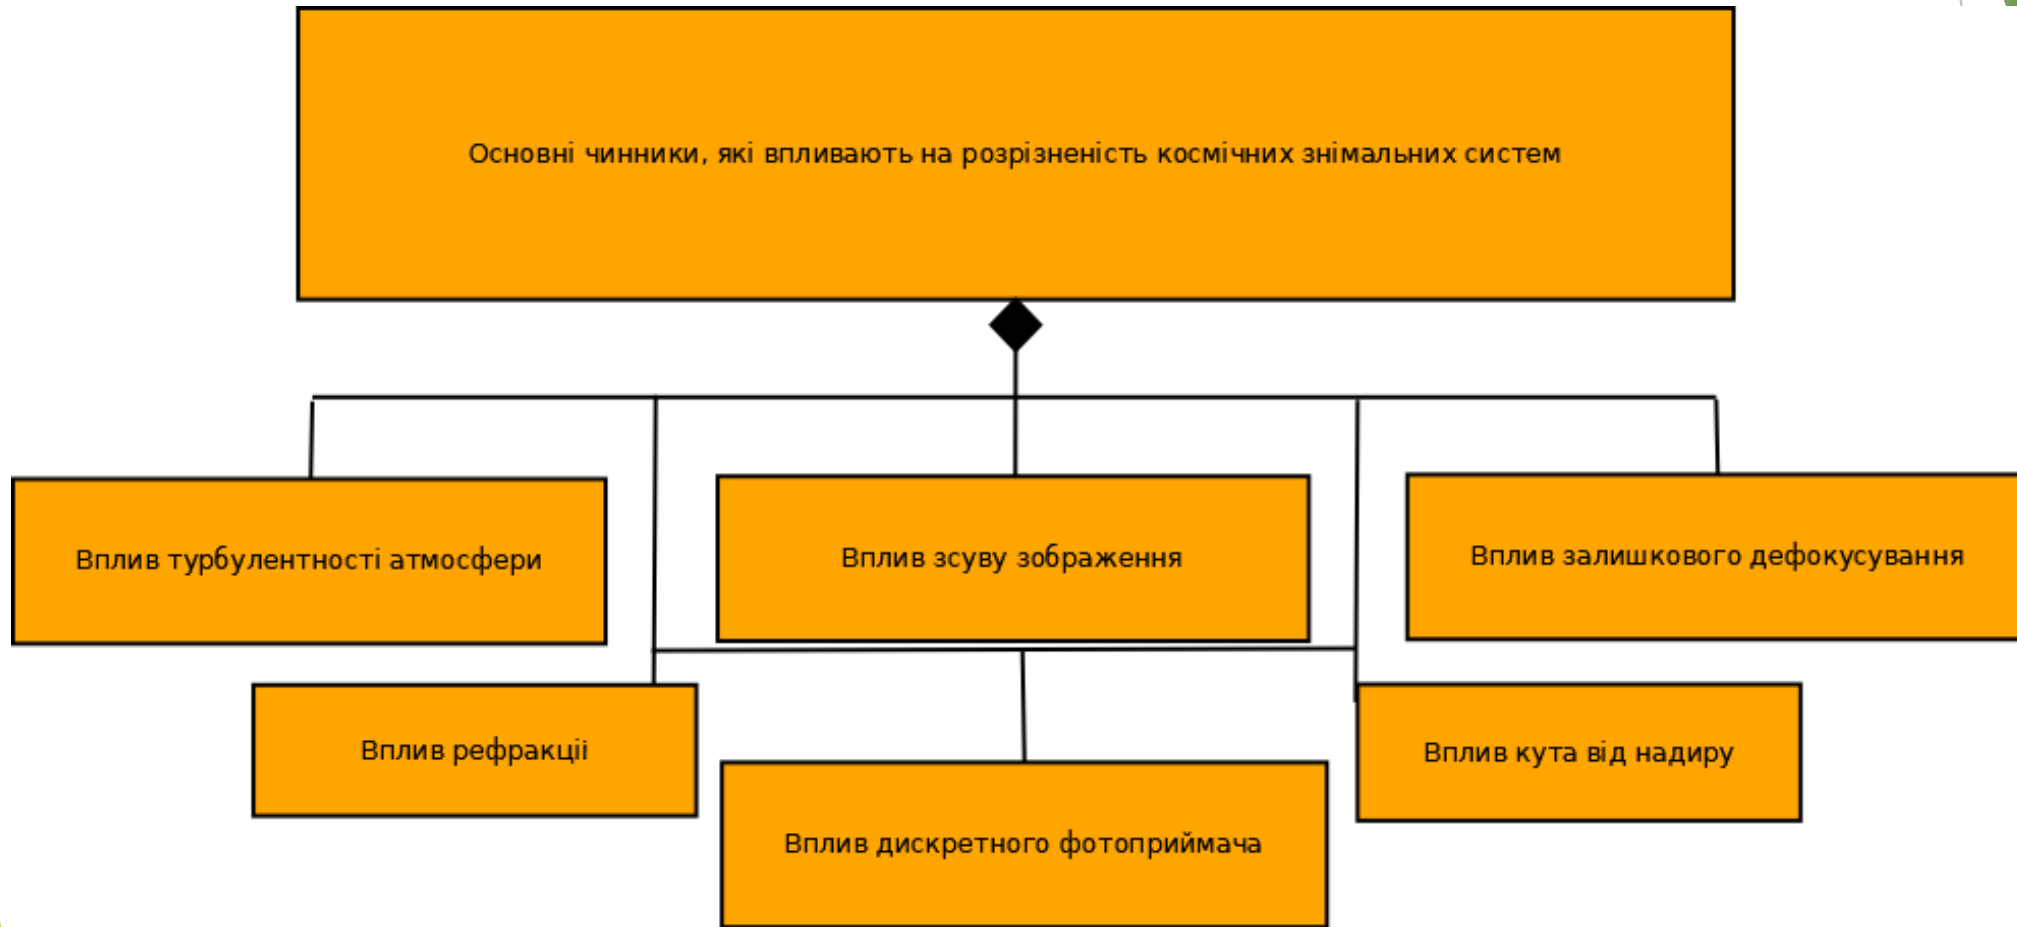 Основні чинники, які впливають на розрізненість космічних знімальних систем
Вплив турбулентності атмосфери
Вплив зсуву зображення
Вплив залишкового дефокусування
Вплив рефракції
Вплив кута від надиру
Вплив дискретного фотоприймача